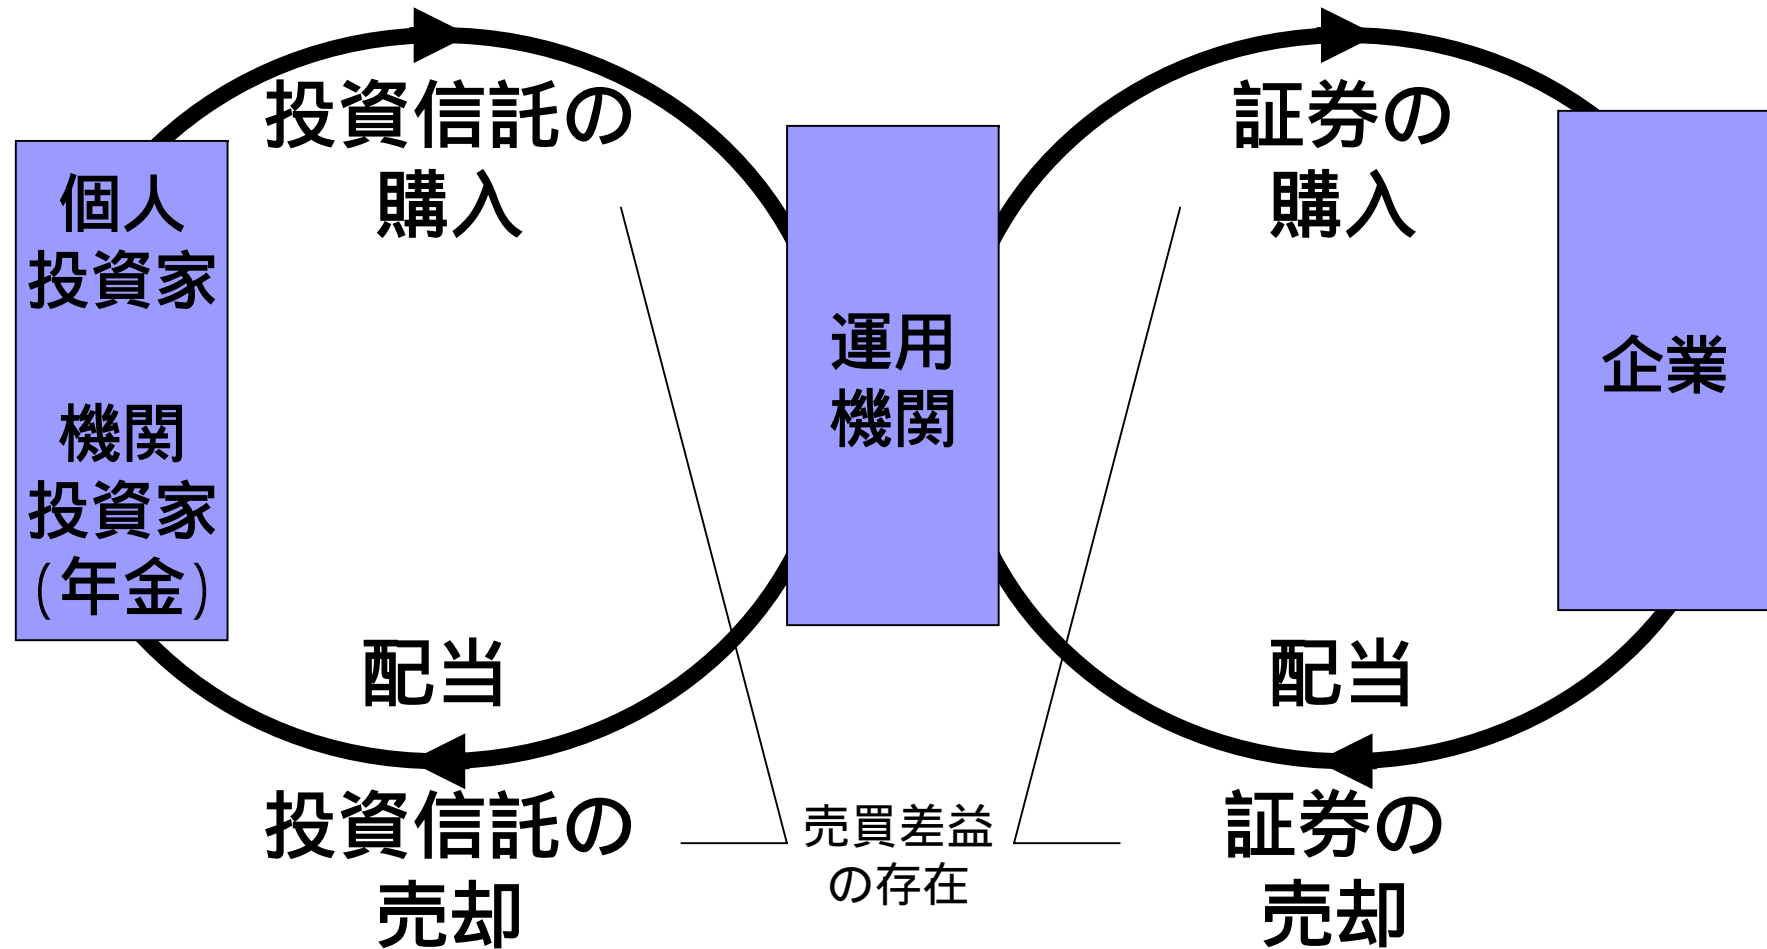 投資信託の
購入
証券の
購入
個人
投資家
機関
投資家
(年金)
運用
機関
企業
配当
配当
投資信託の
売却
売買差益
の存在
証券の
売却